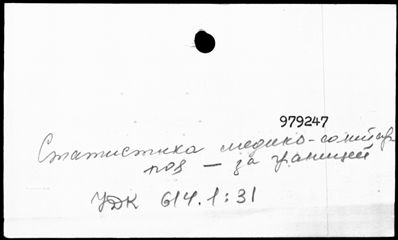 979247
Статистика медико-санитар
ная — за границей
УДК 614.1:31